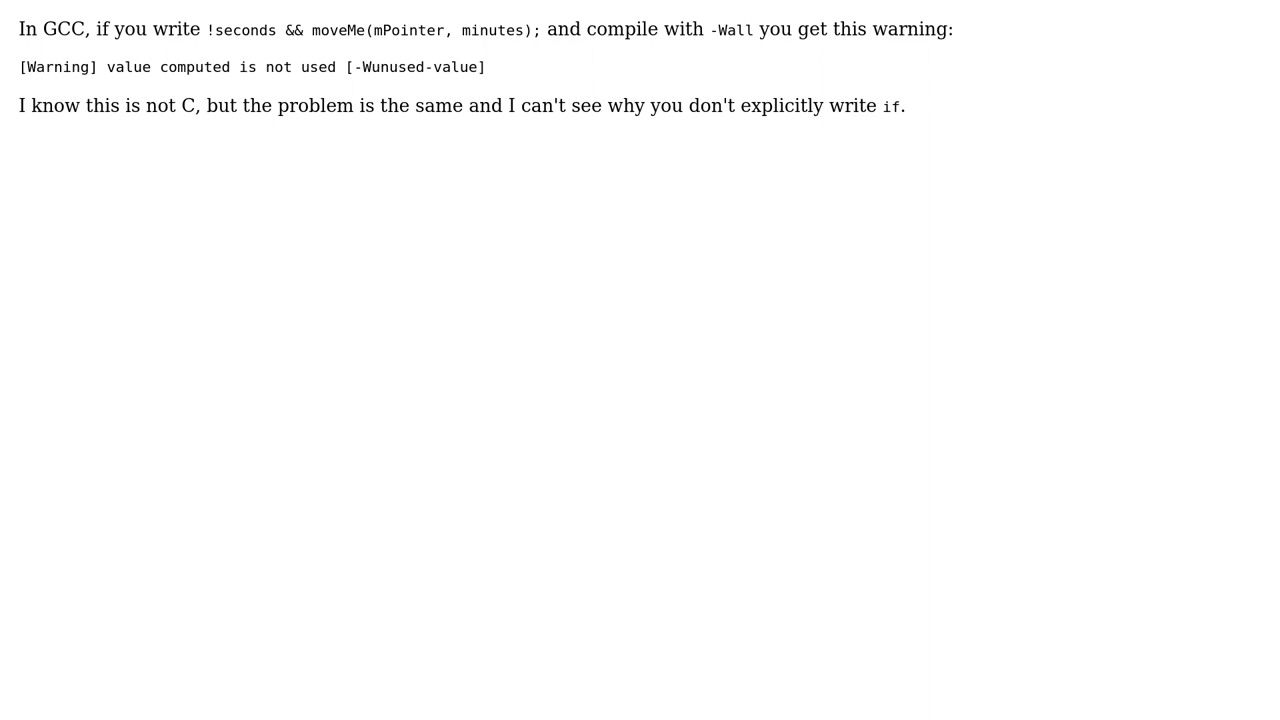 In GCC, if you write !seconds && moveMe(mPointer, minutes); and compile with -Wall you get this warning:
[Warning] value computed is not used [-Wunused-value]
I know this is not C, but the problem is the same and I can't see why you don't explicitly write if.